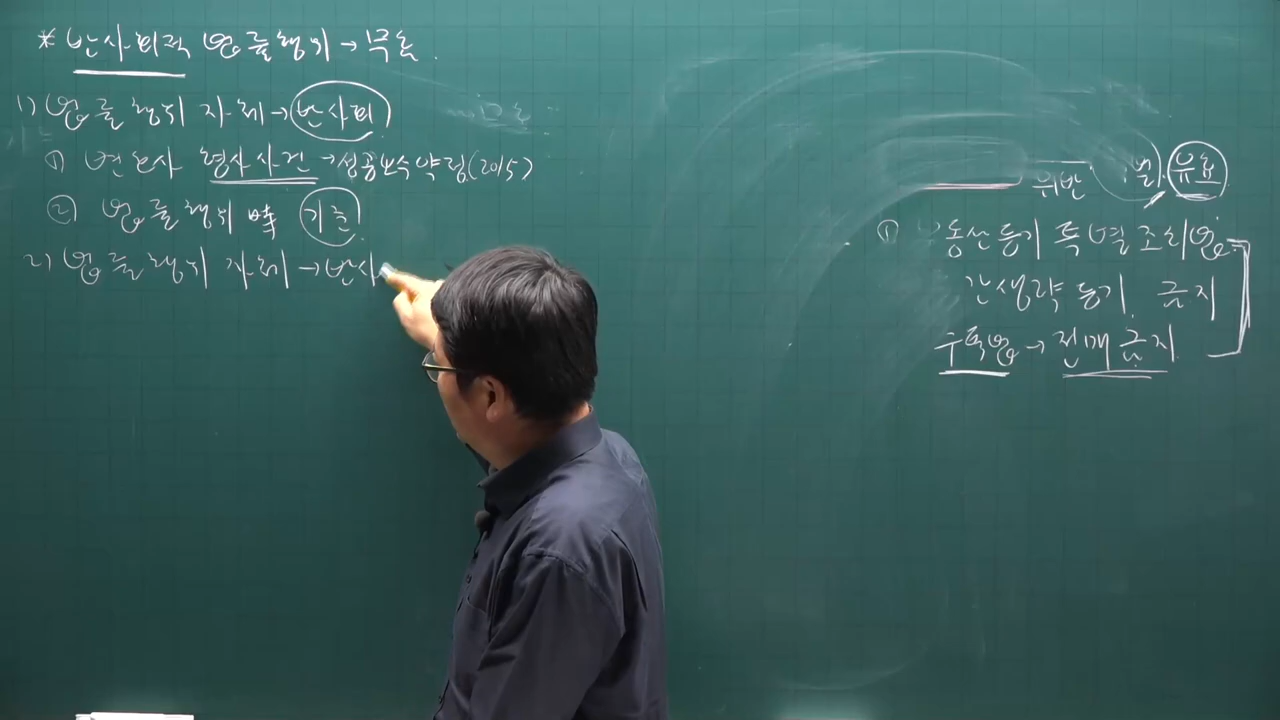 * 반사회적 법률행위 → 무효.
1) 법률행위 자체 → 반사회
① 변호사 형사사건 → 성공보수약정(2015)
② 법률행위 時 기준
2) 법률행위 자체 → 반사
위반 유효
① 부동산등기 특별조치법
간생략등기 금지
주택법 → 전매금지